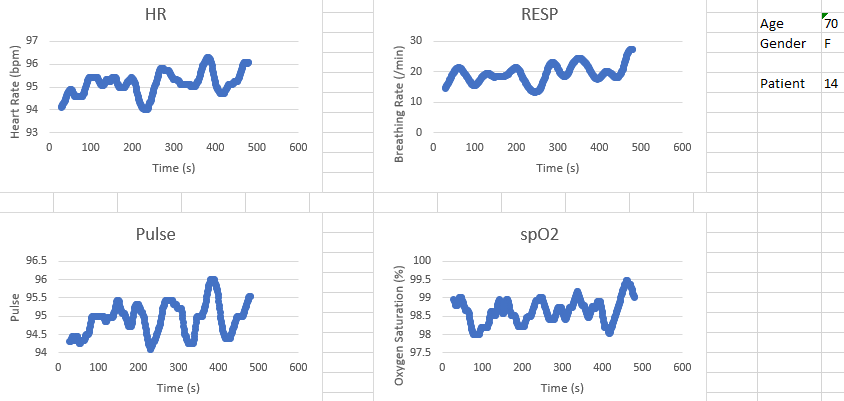 HR
97
96
95
94
93
Heart Rate (bpm)
0 100 200 300 400 500 600
Time (s)
RESP
30
20
10
0
Breathing Rate (/min)
0 100 200 300 400 500 600
Time (s)
Age 70
Gender F
Patient 14
Pulse
96.5
96
95.5
95
94.5
94
Pulse
0 100 200 300 400 500 600
Time (s)
spO2
100
99.5
99
98.5
98
97.5
Oxygen Saturation (%)
0 100 200 300 400 500 600
Time (s)